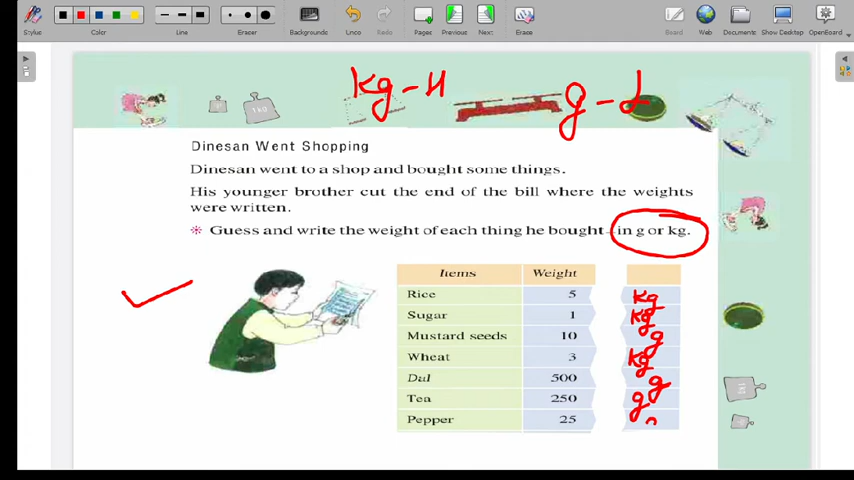 Stylus
Color
Line
Eraser
Backgrounds
Undo
Redo
Pages
Previous
Next
Erase
Board
Web
Documents
Show Desktop
OpenBoard
kg - H
g - L
Dinesan Went Shopping
Dinesan went to a shop and bought some things.
His younger brother cut the end of the bill where the weights
were written.
* Guess and write the weight of each thing he bought in g or kg.
Items Weight
Rice 5 kg
Sugar 1 kg
Mustard seeds 10 g
Wheat 3 kg
Dal 500 g
Tea 250 g
Pepper 25